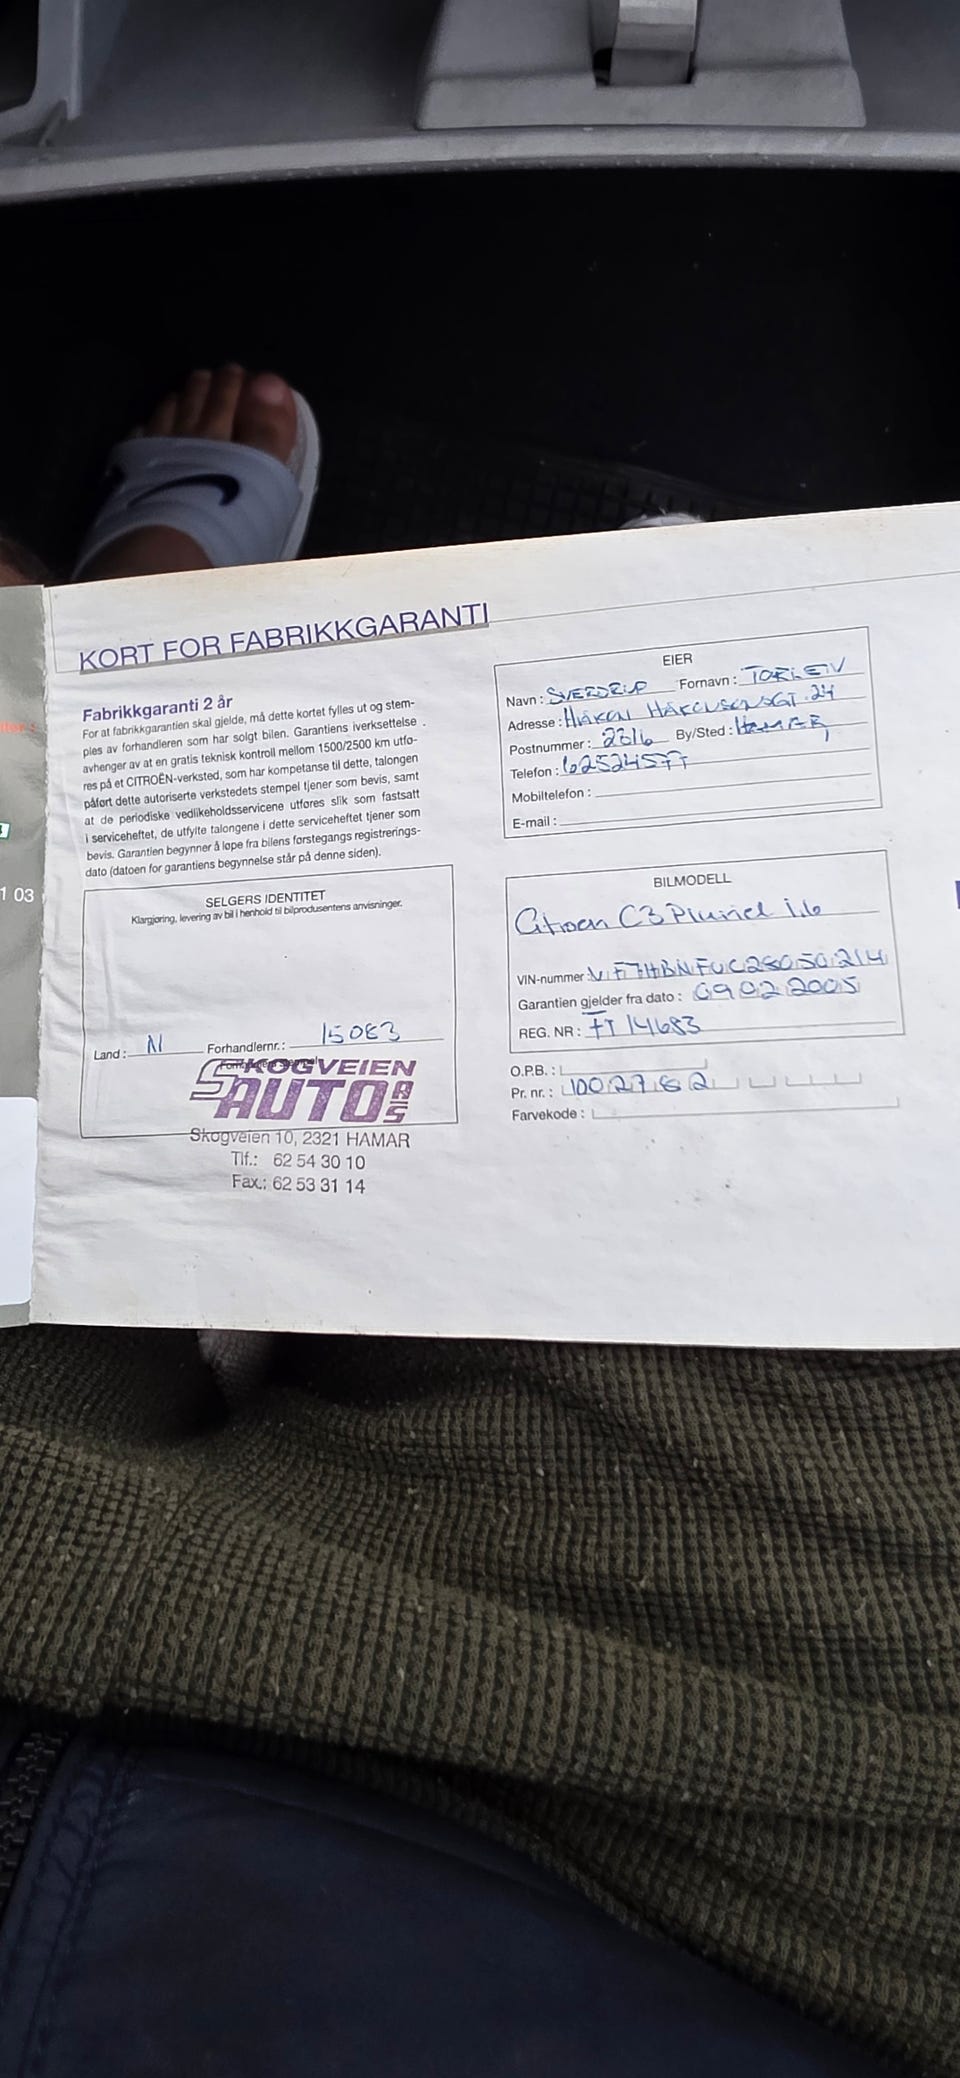 KORT FOR FABRIKKGARANTI
Fabrikkgaranti 2 år
For at fabrikkgarantien skal gjelde, må dette kortet fylles ut og stem-
ples av forhandleren som har solgt bilen. Garantiens iverksettelse
avhenger av at en gratis teknisk kontroll mellom 1500/2500 km utfø-
res på et CITROËN-verksted, som har kompetanse til dette, talongen
påført dette autoriserte verkstedets stempel tjener som bevis, samt
at de periodiske vedlikeholdsservicene utføres slik som fastsatt
i serviceheftet, de utfylte talongene i dette serviceheftet tjener som
bevis. Garantien begynner å løpe fra bilens førstegangs registrerings-
dato (datoen for garantiens begynnelse står på denne siden).
SELGERS IDENTITET
Klargjøring, levering av bil i henhold til bilprodusentens anvisninger.
Land : N Forhandlernr.: 15083
SKOGVEIEN
AUTO A/S
Skogveien 10, 2321 HAMAR
Tlf.: 62 54 30 10
Fax.: 62 53 31 14
EIER
Navn : SVERDRUP Fornavn : TORLEIV
Adresse : HÅKON HÅKONSONSGT. 24
Postnummer : 2316 By/Sted : HAMAR
Telefon : 62524577
Mobiltelefon :
E-mail :
BILMODELL
Citroen C3 Pluriel 1,6
VIN-nummer : VF7HBNFUC28050214
Garantien gjelder fra dato : 09 02 2005
REG. NR : FT 14683
O.P.B. :
Pr. nr. : 1002782
Farvekode :
1 03